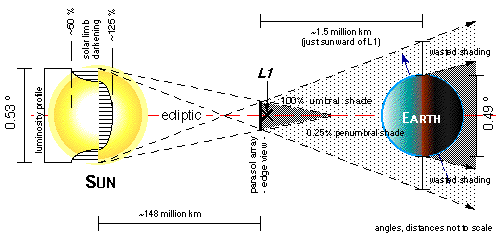 ~60 %
solar limb
darkening
~125 %
~1.5 million km
(just sunward of L1)
wasted shading
L1
100% umbral shade
0.53°
luminosity profile
ecliptic
EARTH
0.49°
0.25% penumbral shade
parasol array
- edge view -
SUN
wasted shading
~148 million km
angles, distances not to scale